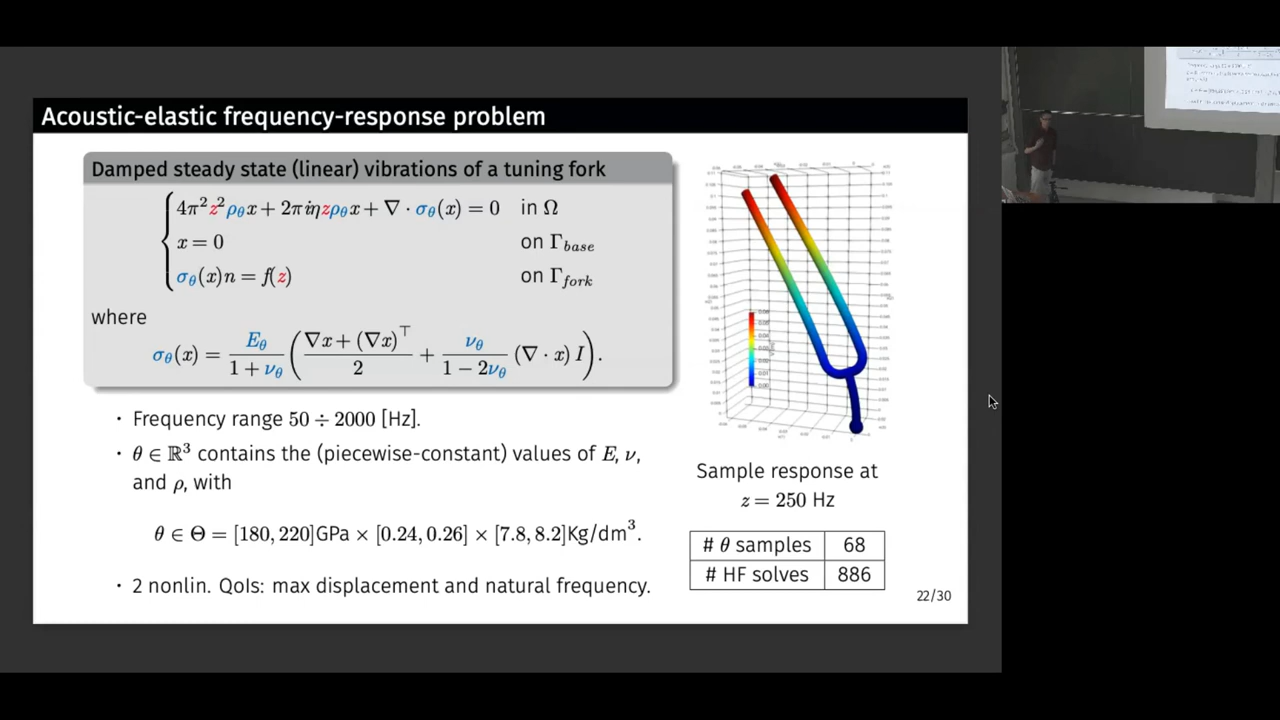 Acoustic-elastic frequency-response problem
Damped steady state (linear) vibrations of a tuning fork
4π²z²ρ_θx + 2πiηzρ_θx + ∇ · σ_θ(x) = 0 in Ω
x = 0 on Γ_base
σ_θ(x)n = f(z) on Γ_fork
where
σ_θ(x) = E_θ/(1 + ν_θ) ( (∇x + (∇x)^⊤)/2 + ν_θ/(1 − 2ν_θ) (∇ · x) I ).
· Frequency range 50 ÷ 2000 [Hz].
· θ ∈ ℝ³ contains the (piecewise-constant) values of E, ν,
and ρ, with
θ ∈ Θ = [180, 220]GPa × [0.24, 0.26] × [7.8, 8.2]Kg/dm³.
· 2 nonlin. QoIs: max displacement and natural frequency.
Sample response at
z = 250 Hz
# θ samples 68
# HF solves 886
22/30